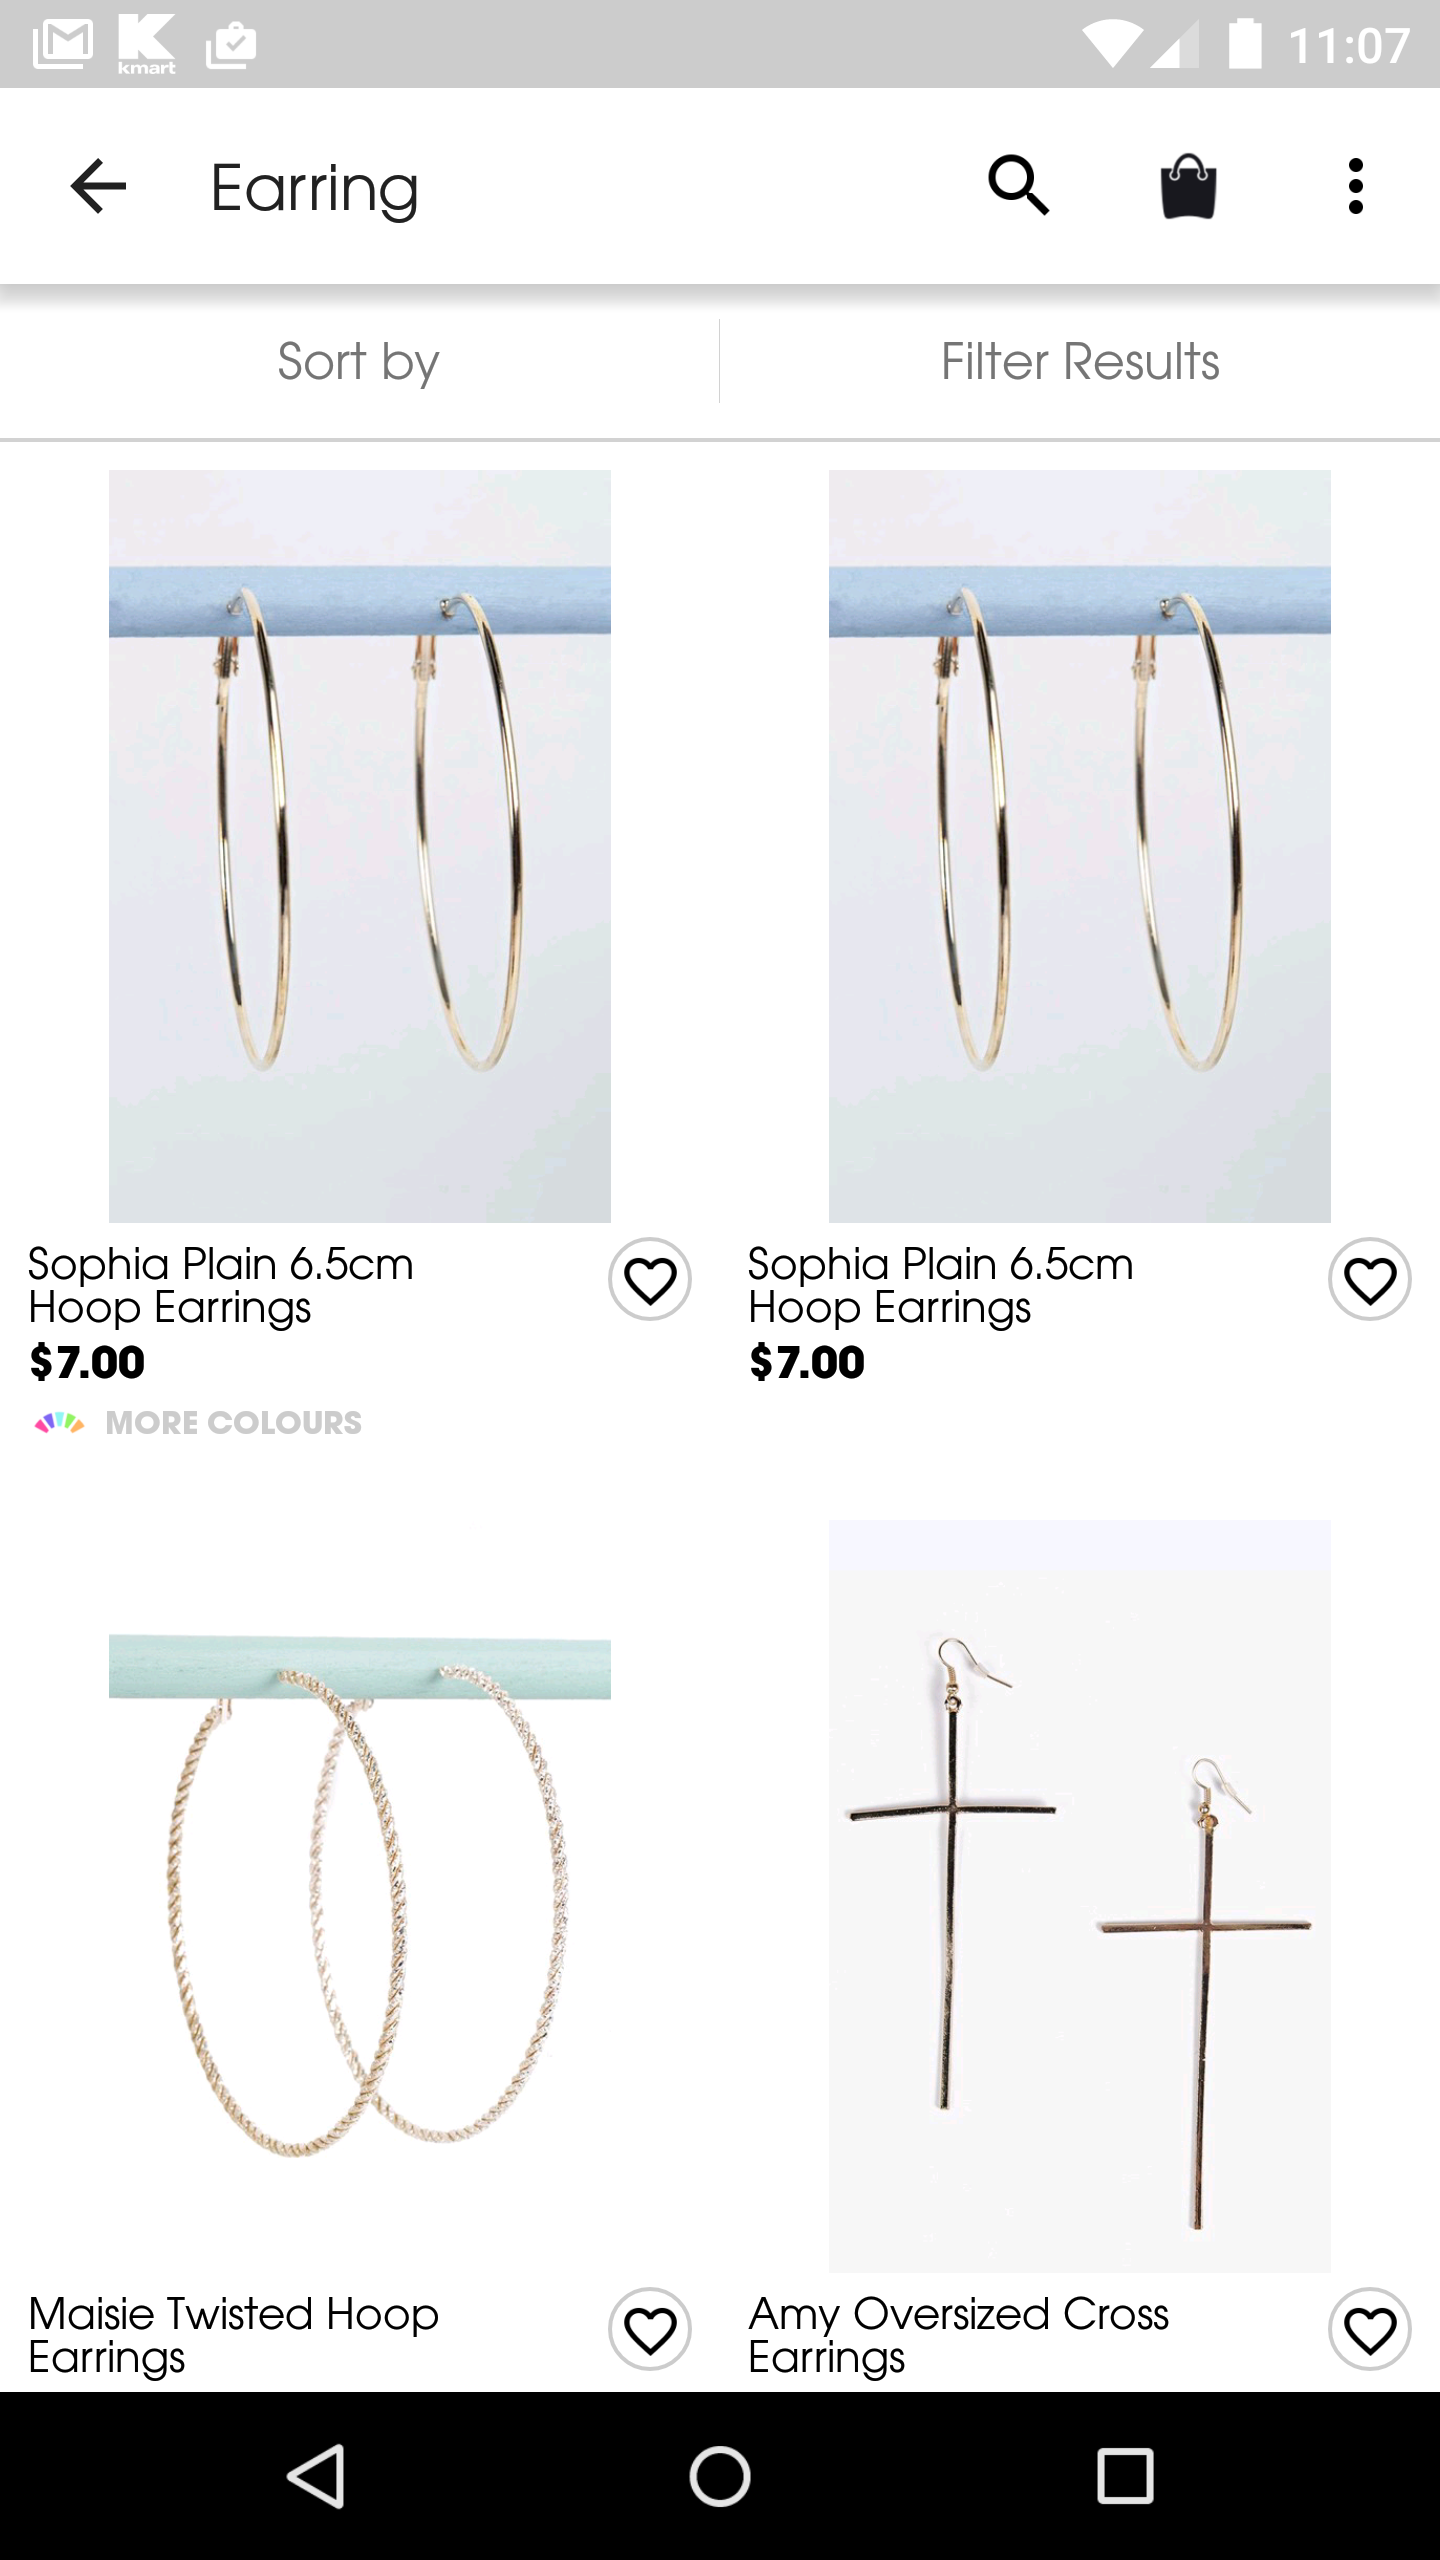 kmart
11:07
Earring
Sort by
Filter Results
Sophia Plain 6.5cm
Hoop Earrings
$7.00
MORE COLOURS
Sophia Plain 6.5cm
Hoop Earrings
$7.00
Maisie Twisted Hoop
Earrings
Amy Oversized Cross
Earrings